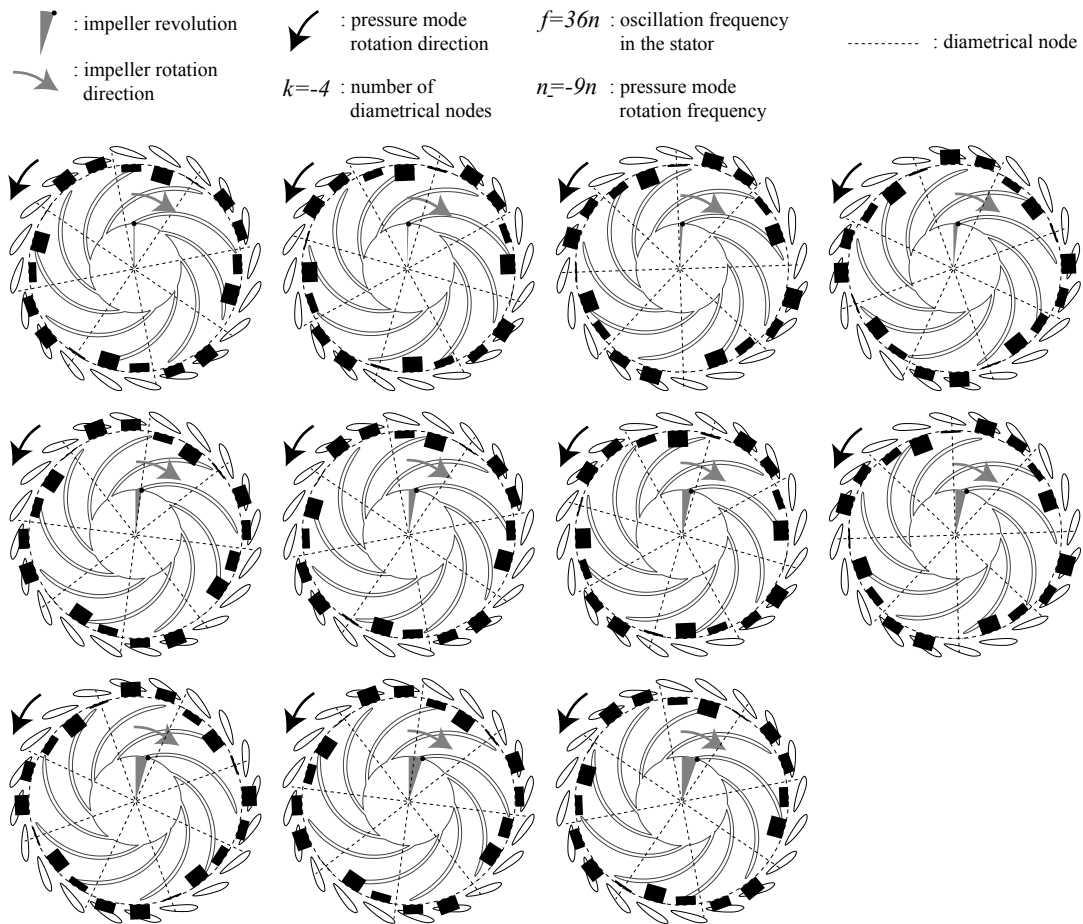 : impeller revolution
: impeller rotation
direction
: pressure mode
rotation direction
k=-4 : number of
diametrical nodes
f=36n : oscillation frequency
in the stator
n_=-9n : pressure mode
rotation frequency
: diametrical node